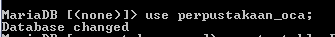 MariaDB [(none)]> use perpustakaan_oca;
Database changed